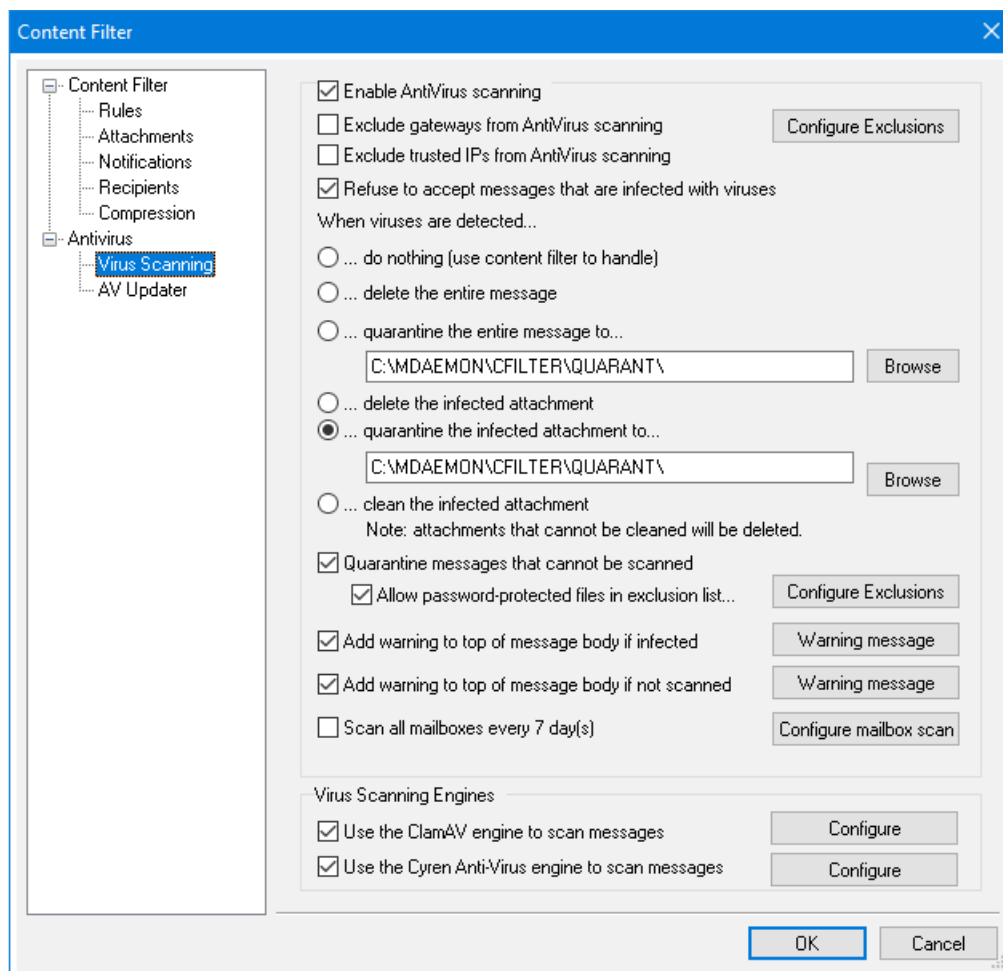 Content Filter
Content Filter
Rules
Attachments
Notifications
Recipients
Compression
Antivirus
Virus Scanning
AV Updater
Enable AntiVirus scanning
Exclude gateways from AntiVirus scanning
Configure Exclusions
Exclude trusted IPs from AntiVirus scanning
Refuse to accept messages that are infected with viruses
When viruses are detected...
... do nothing (use content filter to handle)
... delete the entire message
... quarantine the entire message to...
C:\MDAEMON\CFILTER\QUARANT\
Browse
... delete the infected attachment
... quarantine the infected attachment to...
C:\MDAEMON\CFILTER\QUARANT\
Browse
... clean the infected attachment
Note: attachments that cannot be cleaned will be deleted.
Quarantine messages that cannot be scanned
Allow password-protected files in exclusion list...
Configure Exclusions
Add warning to top of message body if infected
Warning message
Add warning to top of message body if not scanned
Warning message
Scan all mailboxes every 7 day(s)
Configure mailbox scan
Virus Scanning Engines
Use the ClamAV engine to scan messages
Configure
Use the Cyren Anti-Virus engine to scan messages
Configure
OK
Cancel